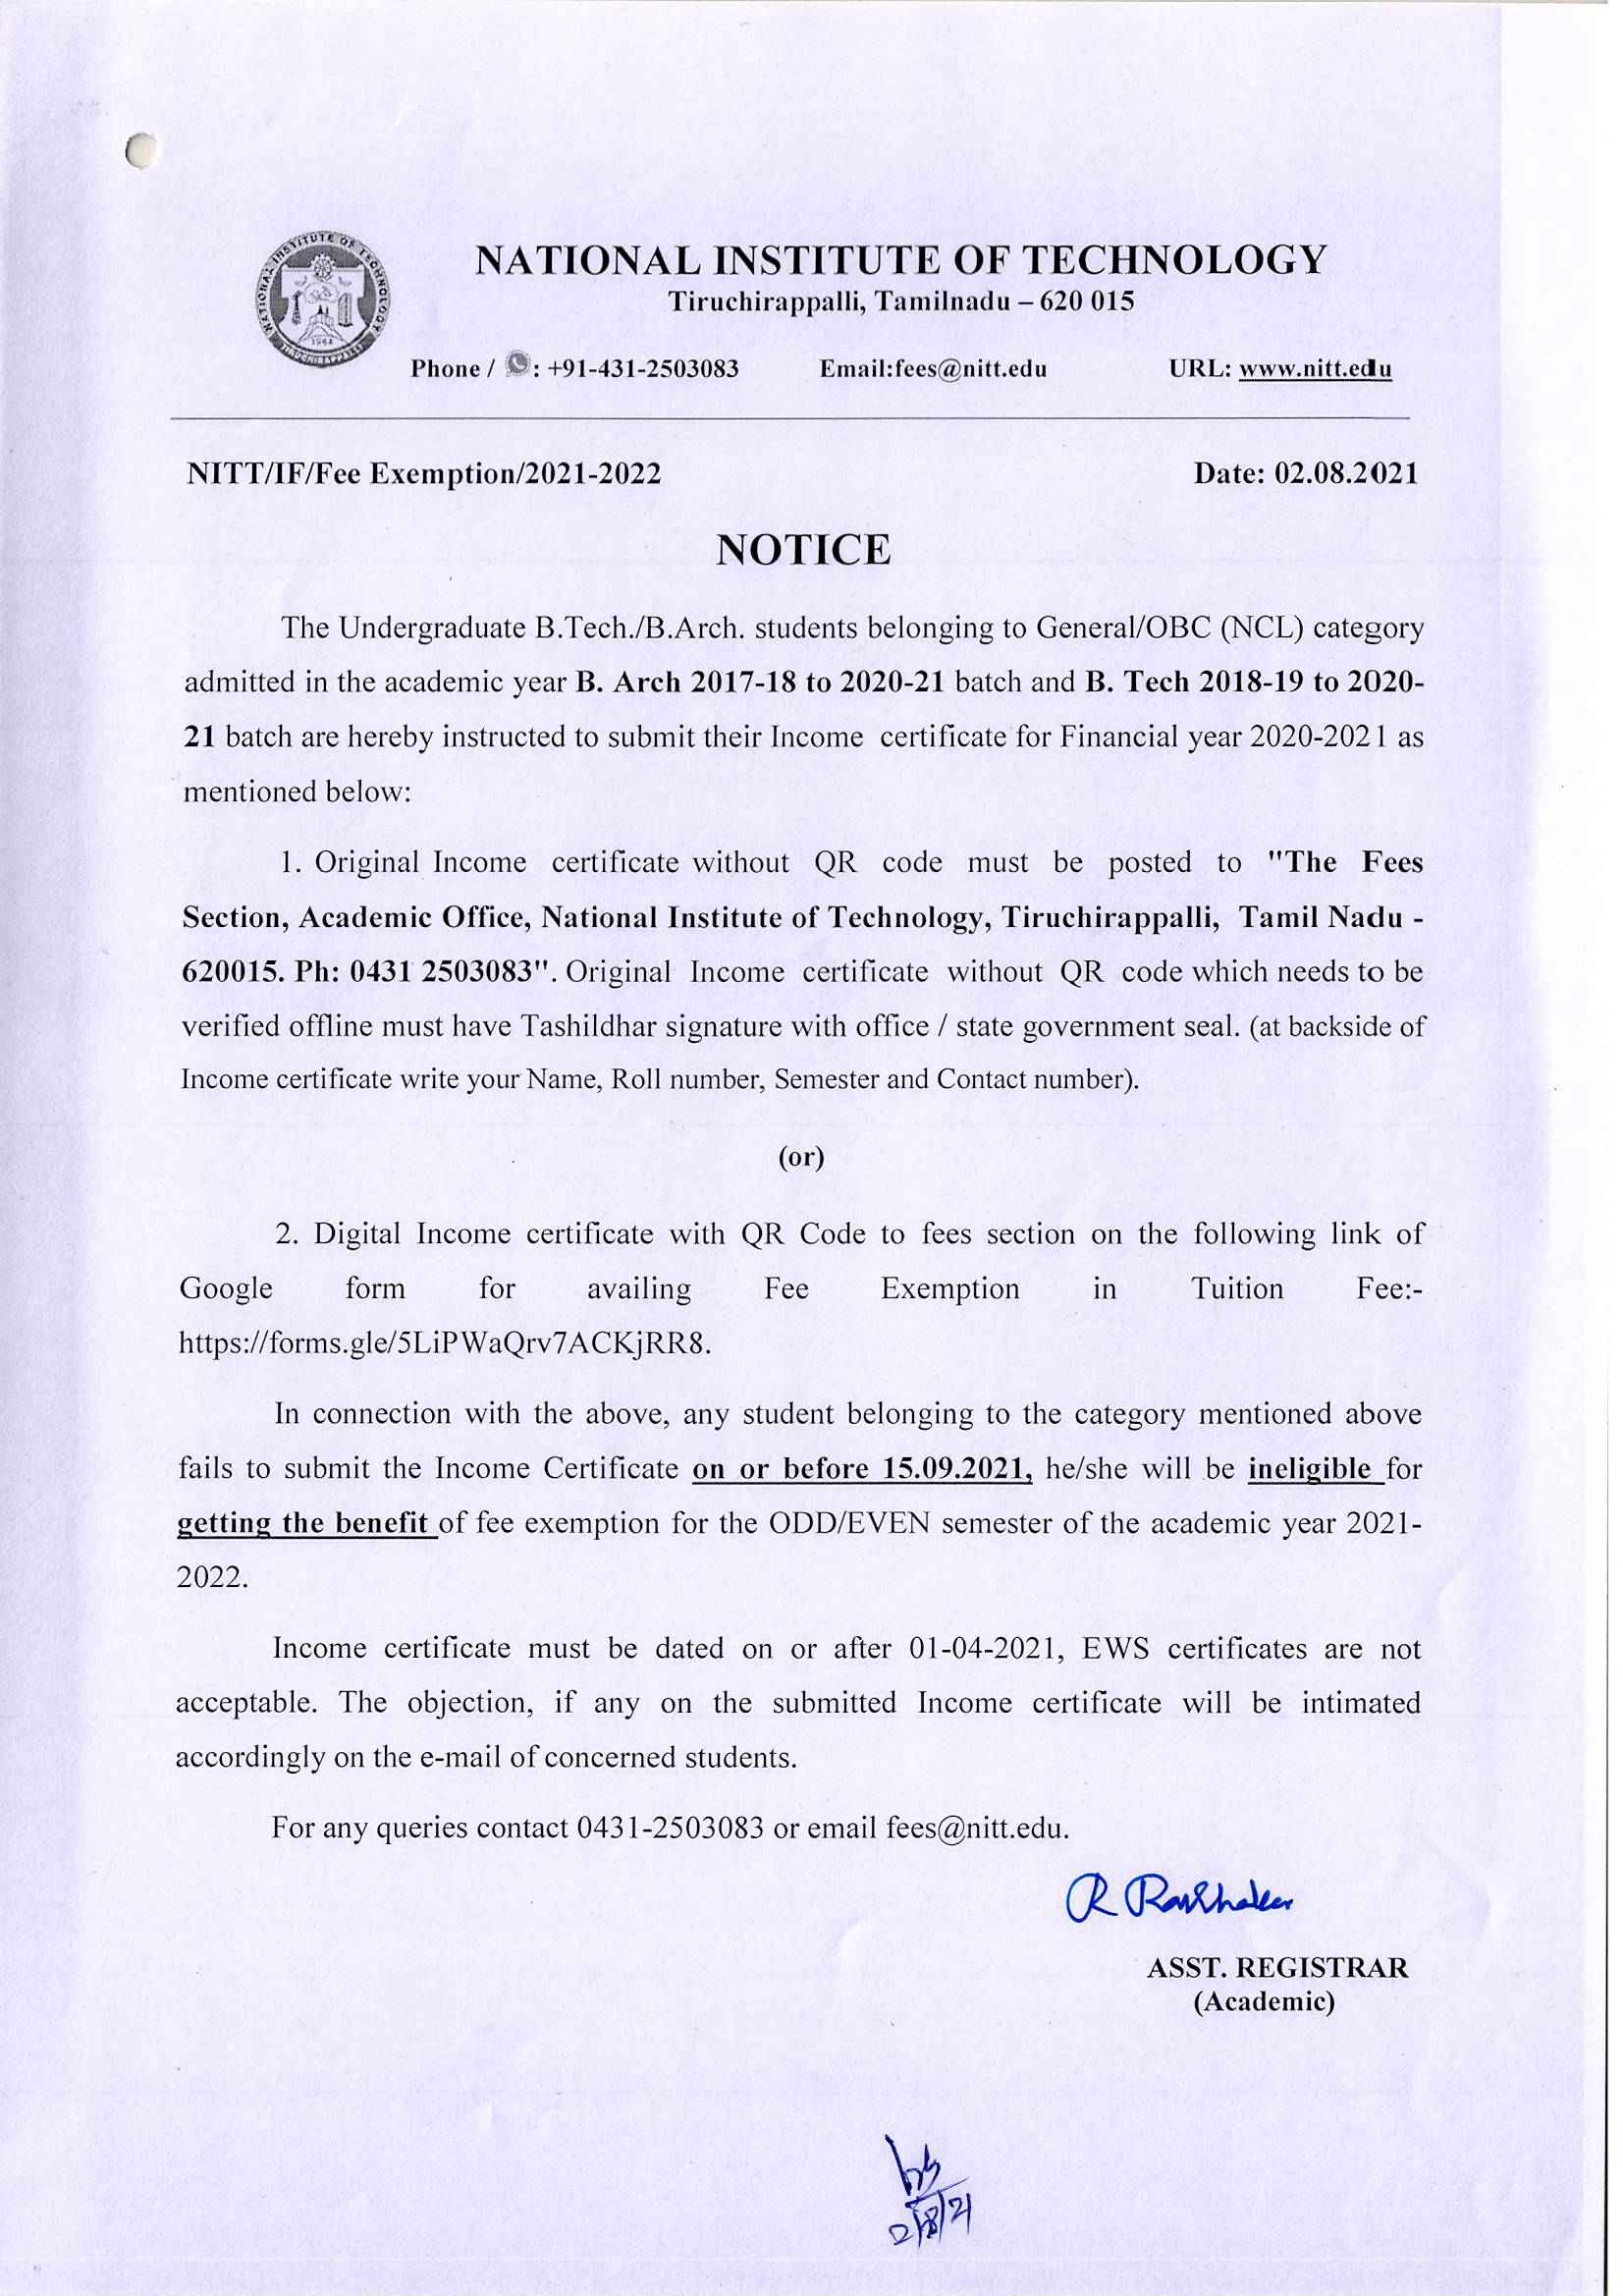 NATIONAL INSTITUTE OF TECHNOLOGY
TIRUCHIRAPPALLI
1964
NATIONAL INSTITUTE OF TECHNOLOGY
Tiruchirappalli, Tamilnadu – 620 015
Phone / : +91-431-2503083 Email:fees@nitt.edu URL: www.nitt.edu
NITT/IF/Fee Exemption/2021-2022 Date: 02.08.2021
NOTICE
The Undergraduate B.Tech./B.Arch. students belonging to General/OBC (NCL) category
admitted in the academic year B. Arch 2017-18 to 2020-21 batch and B. Tech 2018-19 to 2020-
21 batch are hereby instructed to submit their Income certificate for Financial year 2020-2021 as
mentioned below:
1. Original Income certificate without QR code must be posted to "The Fees
Section, Academic Office, National Institute of Technology, Tiruchirappalli, Tamil Nadu -
620015. Ph: 0431 2503083". Original Income certificate without QR code which needs to be
verified offline must have Tashildhar signature with office / state government seal. (at backside of
Income certificate write your Name, Roll number, Semester and Contact number).
(or)
2. Digital Income certificate with QR Code to fees section on the following link of
Google form for availing Fee Exemption in Tuition Fee:-
https://forms.gle/5LiPWaQrv7ACKjRR8.
In connection with the above, any student belonging to the category mentioned above
fails to submit the Income Certificate on or before 15.09.2021, he/she will be ineligible for
getting the benefit of fee exemption for the ODD/EVEN semester of the academic year 2021-
2022.
Income certificate must be dated on or after 01-04-2021, EWS certificates are not
acceptable. The objection, if any on the submitted Income certificate will be intimated
accordingly on the e-mail of concerned students.
For any queries contact 0431-2503083 or email fees@nitt.edu.
ASST. REGISTRAR
(Academic)
2/8/21